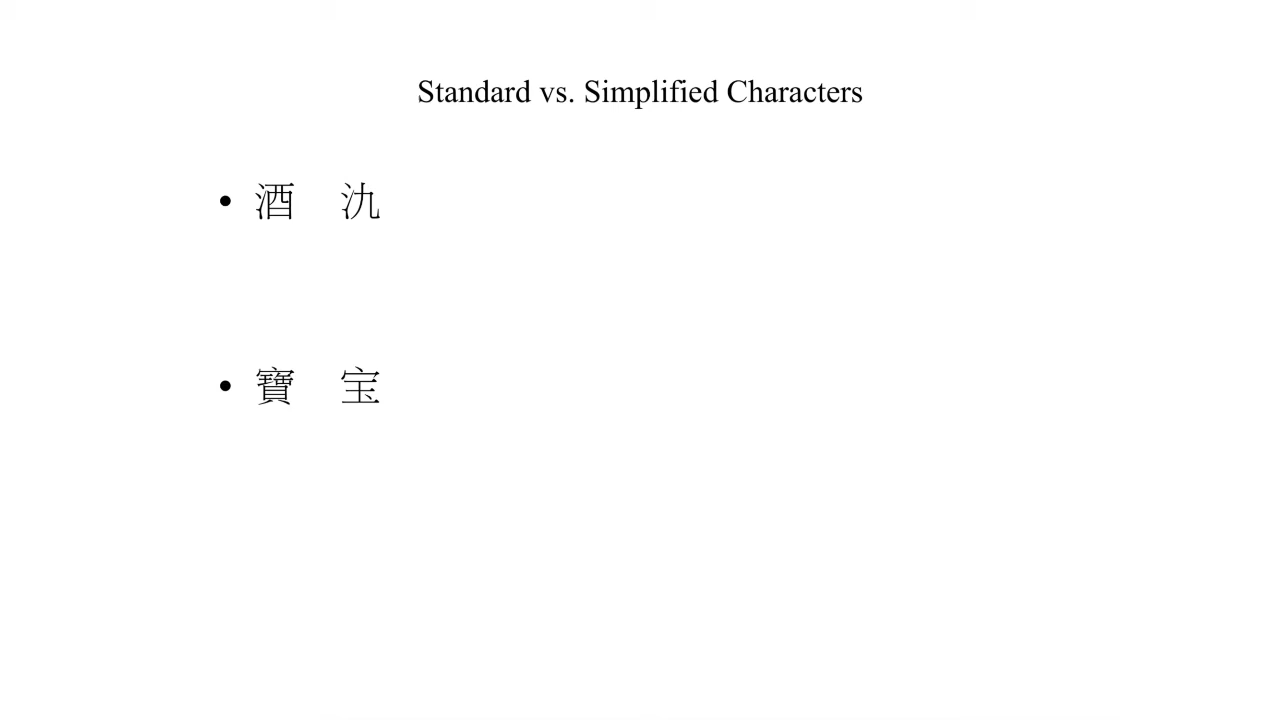 Standard vs. Simplified Characters
• 酒 氿
• 寶 宝